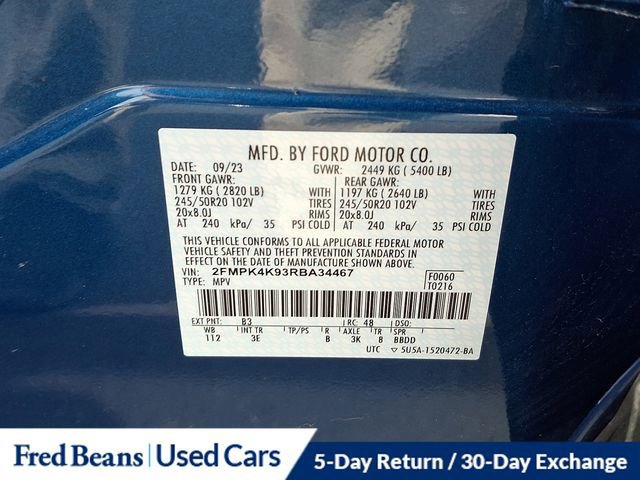 MFD. BY FORD MOTOR CO.
DATE: 09/23 GVWR: 2449 KG ( 5400 LB)
FRONT GAWR: REAR GAWR:
1279 KG ( 2820 LB) WITH 1197 KG ( 2640 LB) WITH
245/50R20 102V TIRES 245/50R20 102V TIRES
20x8.0J RIMS 20x8.0J RIMS
AT 240 kPa/ 35 PSI COLD AT 240 kPa/ 35 PSI COLD
THIS VEHICLE CONFORMS TO ALL APPLICABLE FEDERAL MOTOR
VEHICLE SAFETY AND THEFT PREVENTION STANDARDS IN
EFFECT ON THE DATE OF MANUFACTURE SHOWN ABOVE.
VIN: 2FMPK4K93RBA34467 F0060
TYPE: MPV T0216
EXT PNT: B3 RC: 48 DSO:
WB INT TR TP/PS R AXLE TR SPR
112 3E B 3K B BBDD
UTC ▽ 5U5A-1520472-BA
Fred Beans | Used Cars 5-Day Return / 30-Day Exchange